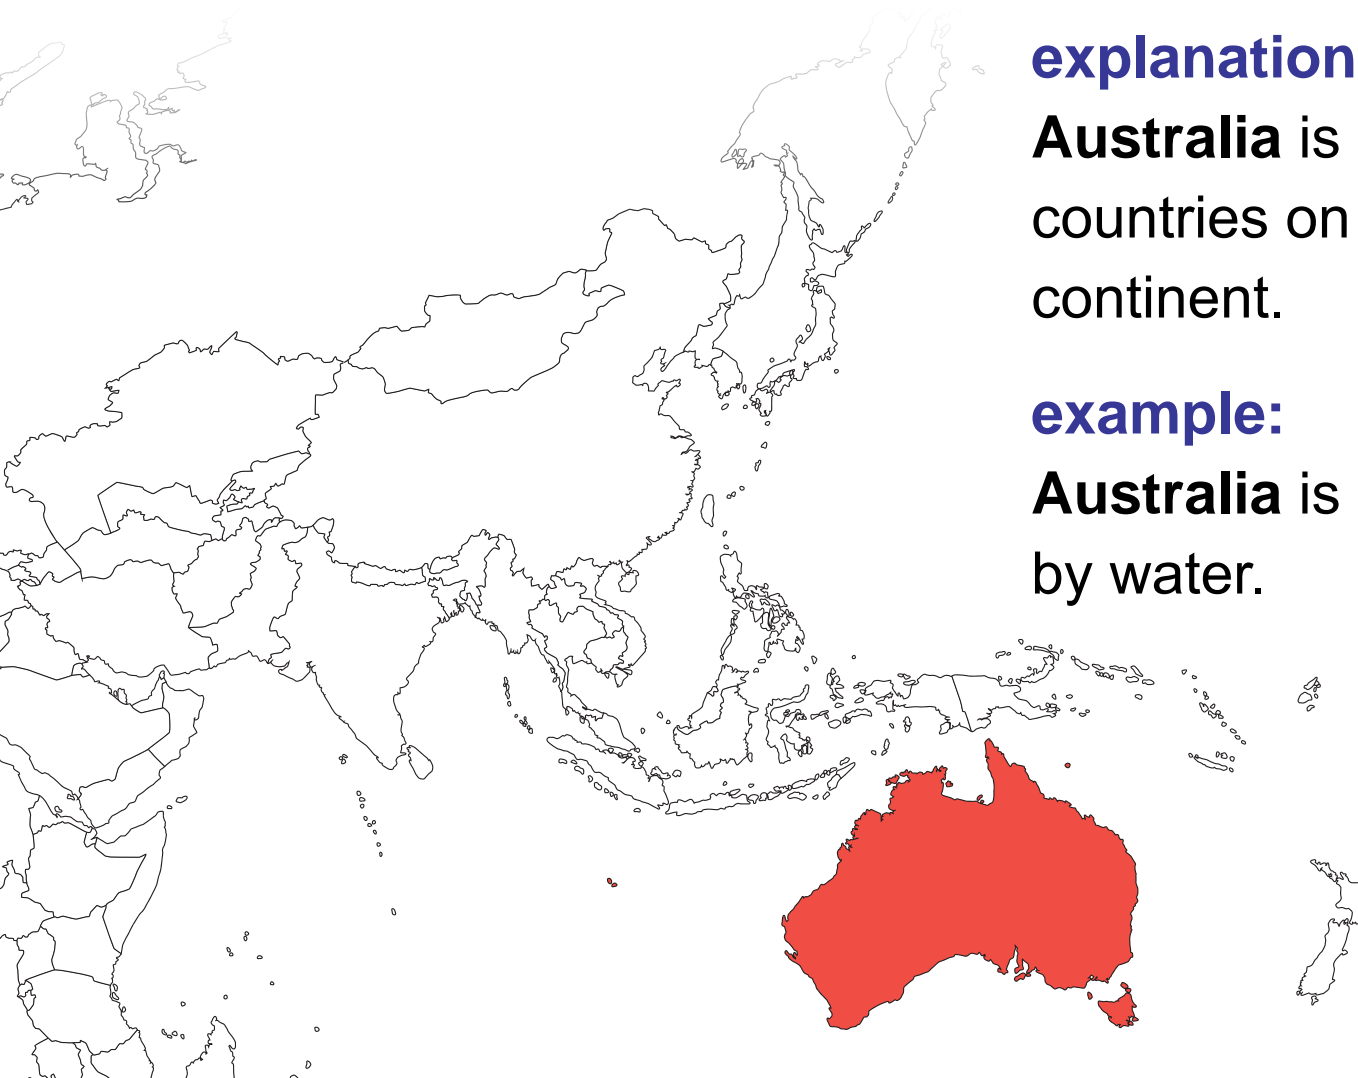 explanation
Australia is
countries on
continent.
example:
Australia is
by water.